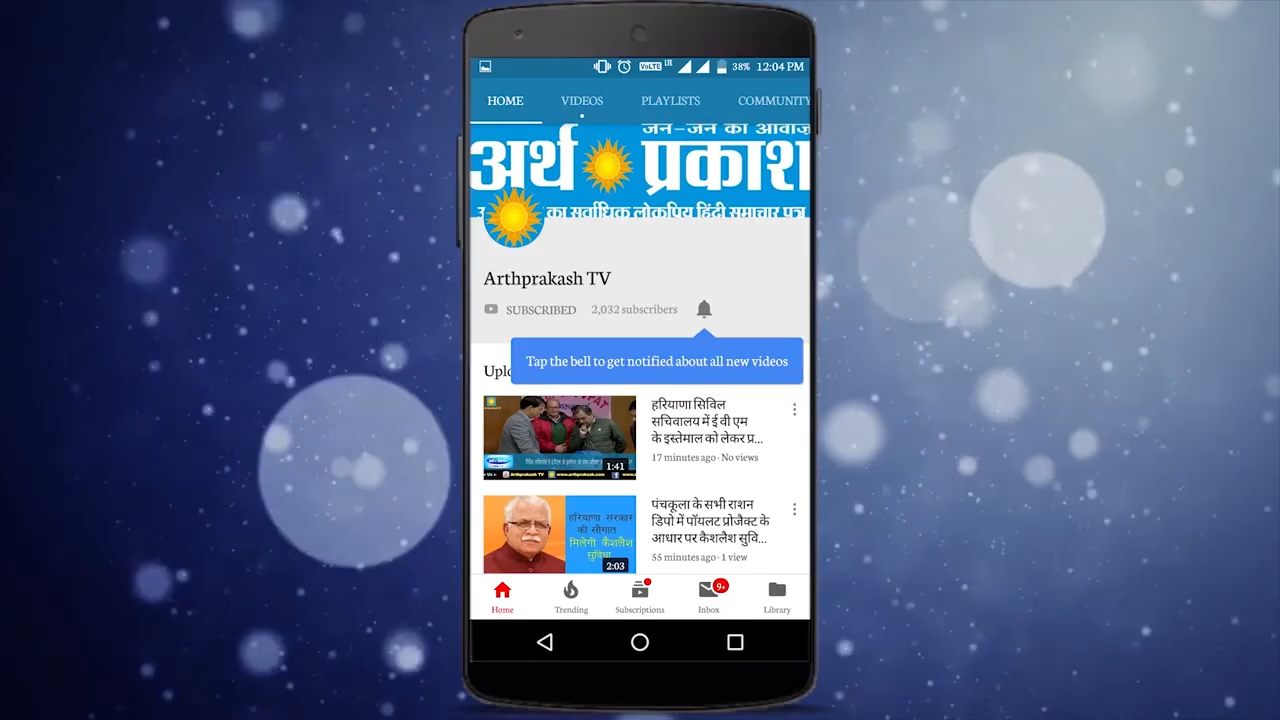 38% 12:04 PM
HOME VIDEOS PLAYLISTS COMMUNITY
जन-जन की आवाज़
अर्थ प्रकाश
का सर्वाधिक लोकप्रिय हिंदी समाचार पत्र
Arthprakash TV
SUBSCRIBED 2,032 subscribers
Tap the bell to get notified about all new videos
Uplo
हरियाणा सिविल
सचिवालय में ई वी एम
के इस्तेमाल को लेकर प्र...
17 minutes ago · No views
1:41
Arthprakash TV
पंचकूला के सभी राशन
डिपो में पॉयलट प्रोजैक्ट के
आधार पर कैशलैश सुवि...
55 minutes ago · 1 view
हरियाणा सरकार
की सौगात
मिलेगी कैशलैश
सुविधा
2:03
9+
Home Trending Subscriptions Inbox Library